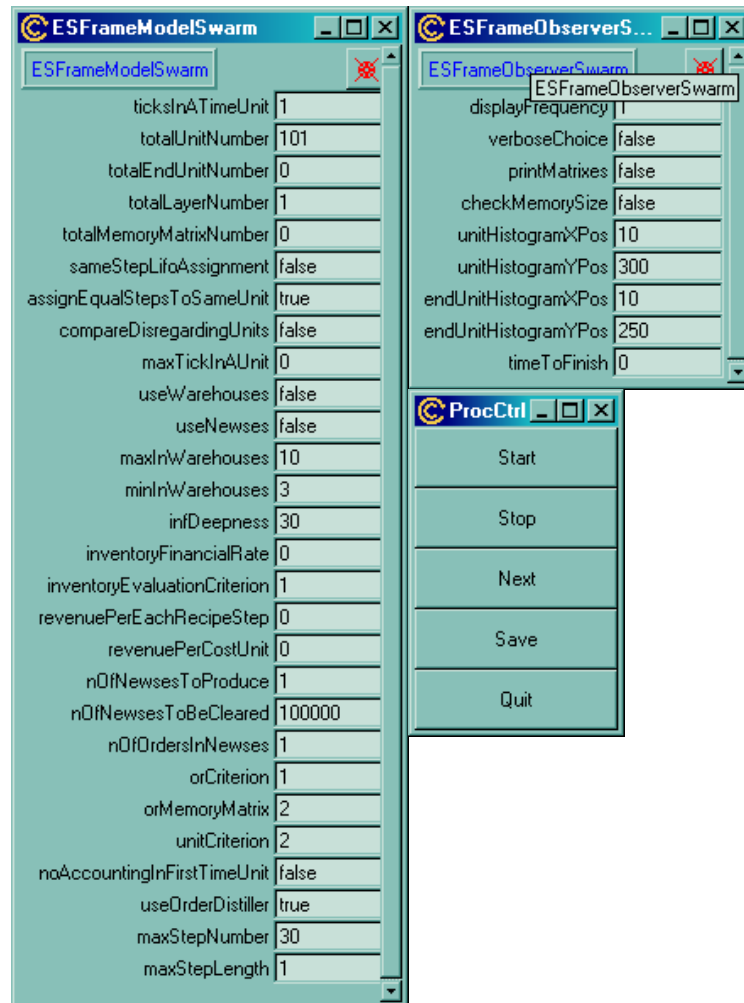 ESFrameModelSwarm
ESFrameModelSwarm
ticksInATimeUnit 1
totalUnitNumber 101
totalEndUnitNumber 0
totalLayerNumber 1
totalMemoryMatrixNumber 0
sameStepLifoAssignment false
assignEqualStepsToSameUnit true
compareDisregardingUnits false
maxTickInAUnit 0
useWarehouses false
useNewses false
maxInWarehouses 10
minInWarehouses 3
infDeepness 30
inventoryFinancialRate 0
inventoryEvaluationCriterion 1
revenuePerEachRecipeStep 0
revenuePerCostUnit 0
nOfNewsesToProduce 1
nOfNewsesToBeCleared 100000
nOfOrdersInNewses 1
orCriterion 1
orMemoryMatrix 2
unitCriterion 2
noAccountingInFirstTimeUnit false
useOrderDistiller true
maxStepNumber 30
maxStepLength 1
ESFrameObserverS...
ESFrameObserverSwarm
ESFrameObserverSwarm
displayFrequency 1
verboseChoice false
printMatrixes false
checkMemorySize false
unitHistogramXPos 10
unitHistogramYPos 300
endUnitHistogramXPos 10
endUnitHistogramYPos 250
timeToFinish 0
ProcCtrl
Start
Stop
Next
Save
Quit